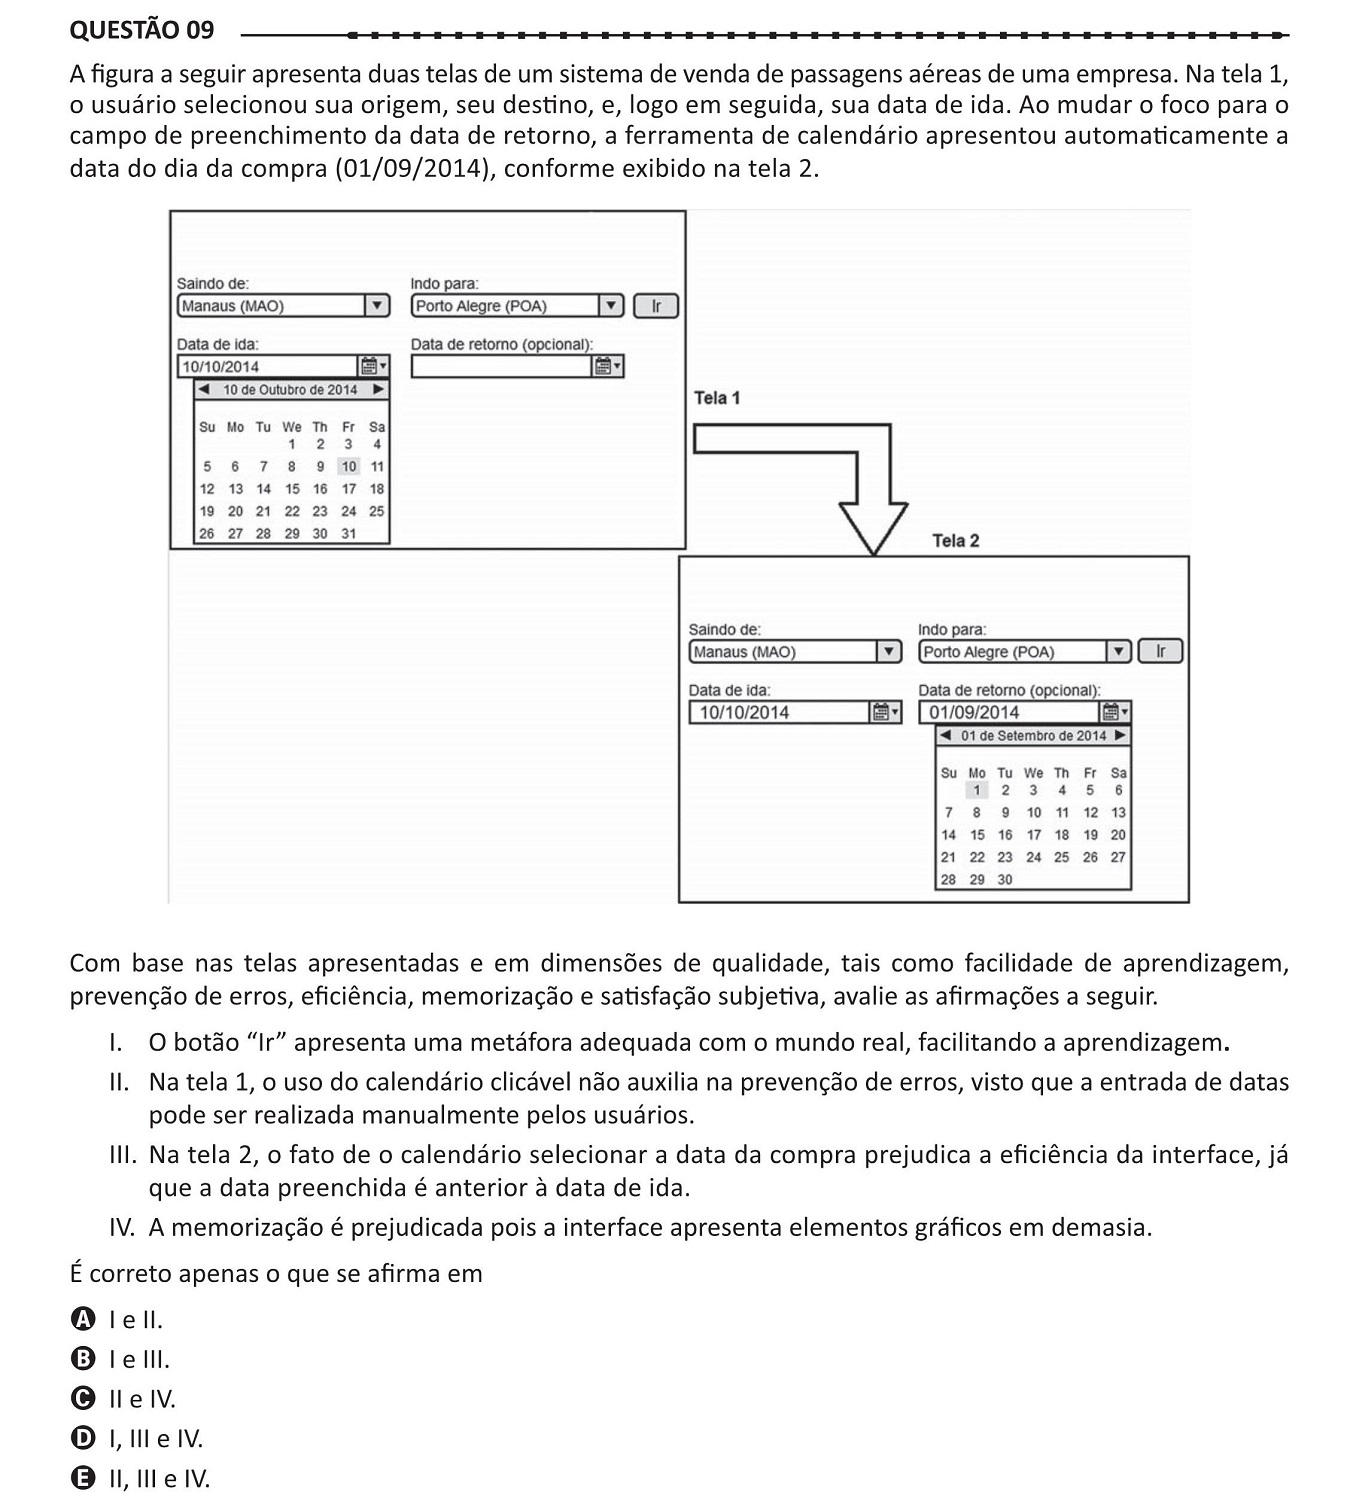 QUESTÃO 09
A figura a seguir apresenta duas telas de um sistema de venda de passagens aéreas de uma empresa. Na tela 1,
o usuário selecionou sua origem, seu destino, e, logo em seguida, sua data de ida. Ao mudar o foco para o
campo de preenchimento da data de retorno, a ferramenta de calendário apresentou automaticamente a
data do dia da compra (01/09/2014), conforme exibido na tela 2.
Saindo de: Indo para:
Manaus (MAO) Porto Alegre (POA) Ir
Data de ida: Data de retorno (opcional):
10/10/2014
10 de Outubro de 2014
Su Mo Tu We Th Fr Sa
1 2 3 4
5 6 7 8 9 10 11
12 13 14 15 16 17 18
19 20 21 22 23 24 25
26 27 28 29 30 31
Tela 1
Tela 2
Saindo de: Indo para:
Manaus (MAO) Porto Alegre (POA) Ir
Data de ida: Data de retorno (opcional):
10/10/2014 01/09/2014
01 de Setembro de 2014
Su Mo Tu We Th Fr Sa
1 2 3 4 5 6
7 8 9 10 11 12 13
14 15 16 17 18 19 20
21 22 23 24 25 26 27
28 29 30
Com base nas telas apresentadas e em dimensões de qualidade, tais como facilidade de aprendizagem,
prevenção de erros, eficiência, memorização e satisfação subjetiva, avalie as afirmações a seguir.
I. O botão “Ir” apresenta uma metáfora adequada com o mundo real, facilitando a aprendizagem.
II. Na tela 1, o uso do calendário clicável não auxilia na prevenção de erros, visto que a entrada de datas
pode ser realizada manualmente pelos usuários.
III. Na tela 2, o fato de o calendário selecionar a data da compra prejudica a eficiência da interface, já
que a data preenchida é anterior à data de ida.
IV. A memorização é prejudicada pois a interface apresenta elementos gráficos em demasia.
É correto apenas o que se afirma em
A I e II.
B I e III.
C II e IV.
D I, III e IV.
E II, III e IV.